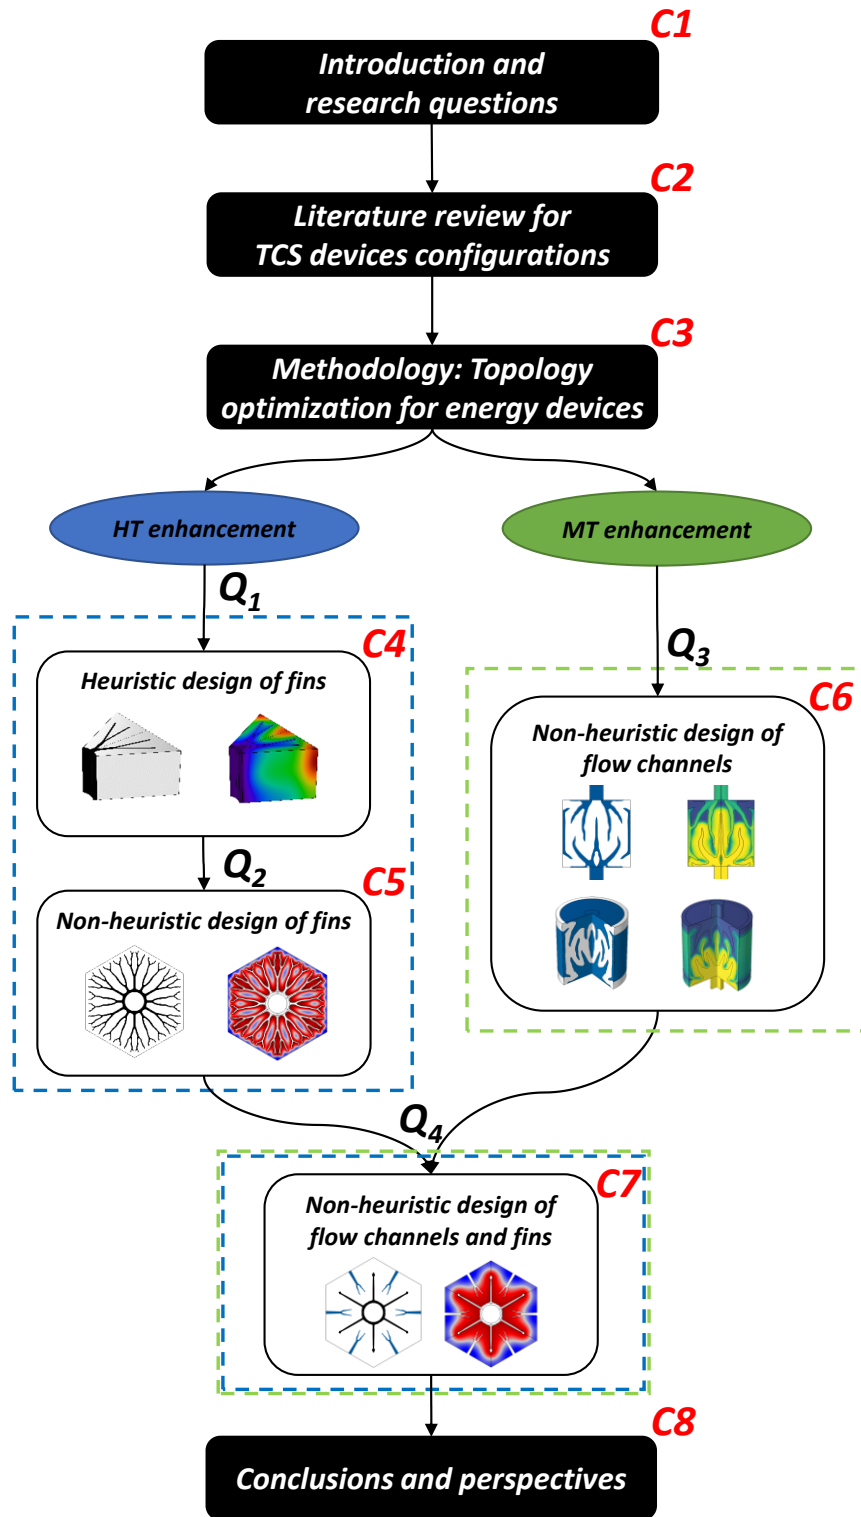 C1
Introduction and
research questions
C2
Literature review for
TCS devices configurations
C3
Methodology: Topology
optimization for energy devices
HT enhancement
MT enhancement
Q1
Q3
C4
Heuristic design of fins
C6
Non-heuristic design of
flow channels
Q2
C5
Non-heuristic design of fins
Q4
C7
Non-heuristic design of
flow channels and fins
C8
Conclusions and perspectives